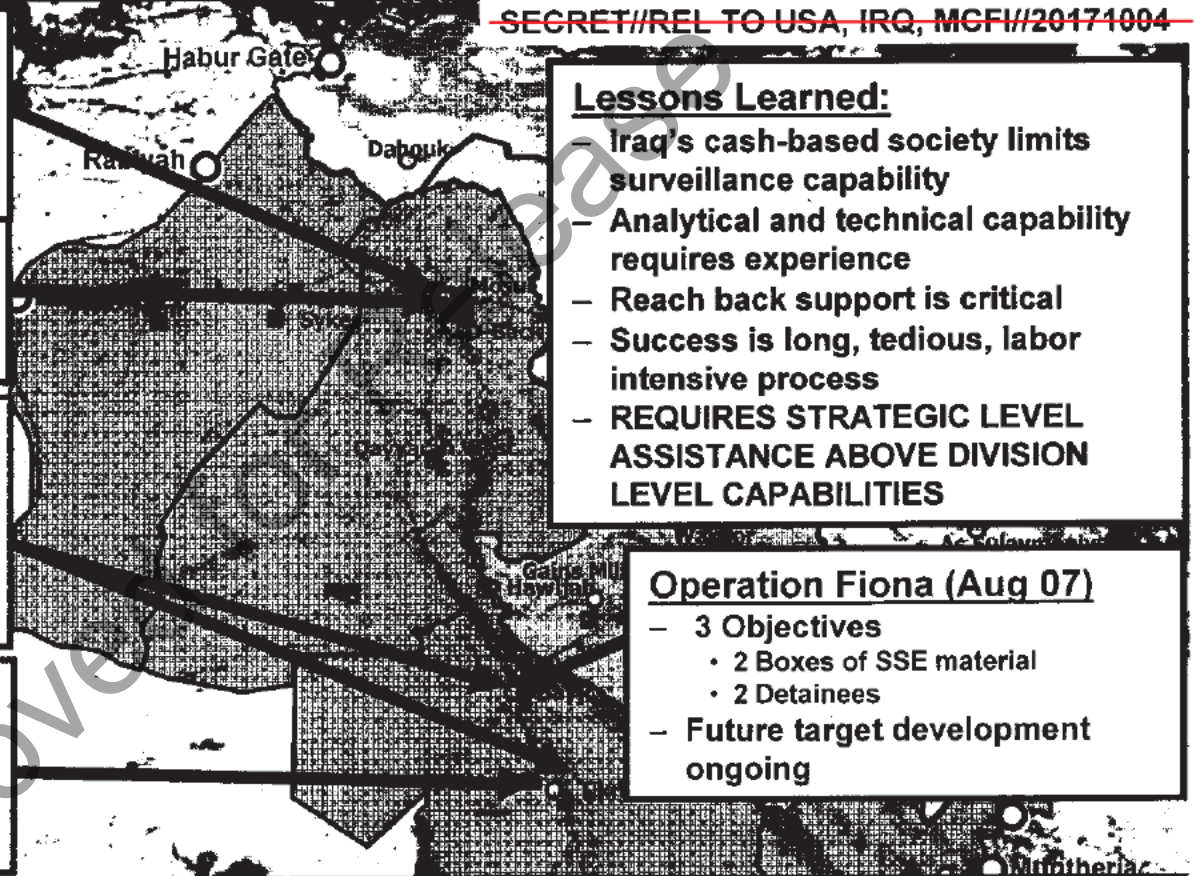 SECRET//REL TO USA, IRQ, MCFI//20171004
Habur Gate
Dahouk
Lessons Learned:
– Iraq's cash-based society limits
surveillance capability
– Analytical and technical capability
requires experience
– Reach back support is critical
– Success is long, tedious, labor
intensive process
– REQUIRES STRATEGIC LEVEL
ASSISTANCE ABOVE DIVISION
LEVEL CAPABILITIES
Operation Fiona (Aug 07)
– 3 Objectives
• 2 Boxes of SSE material
• 2 Detainees
– Future target development
ongoing
for Release